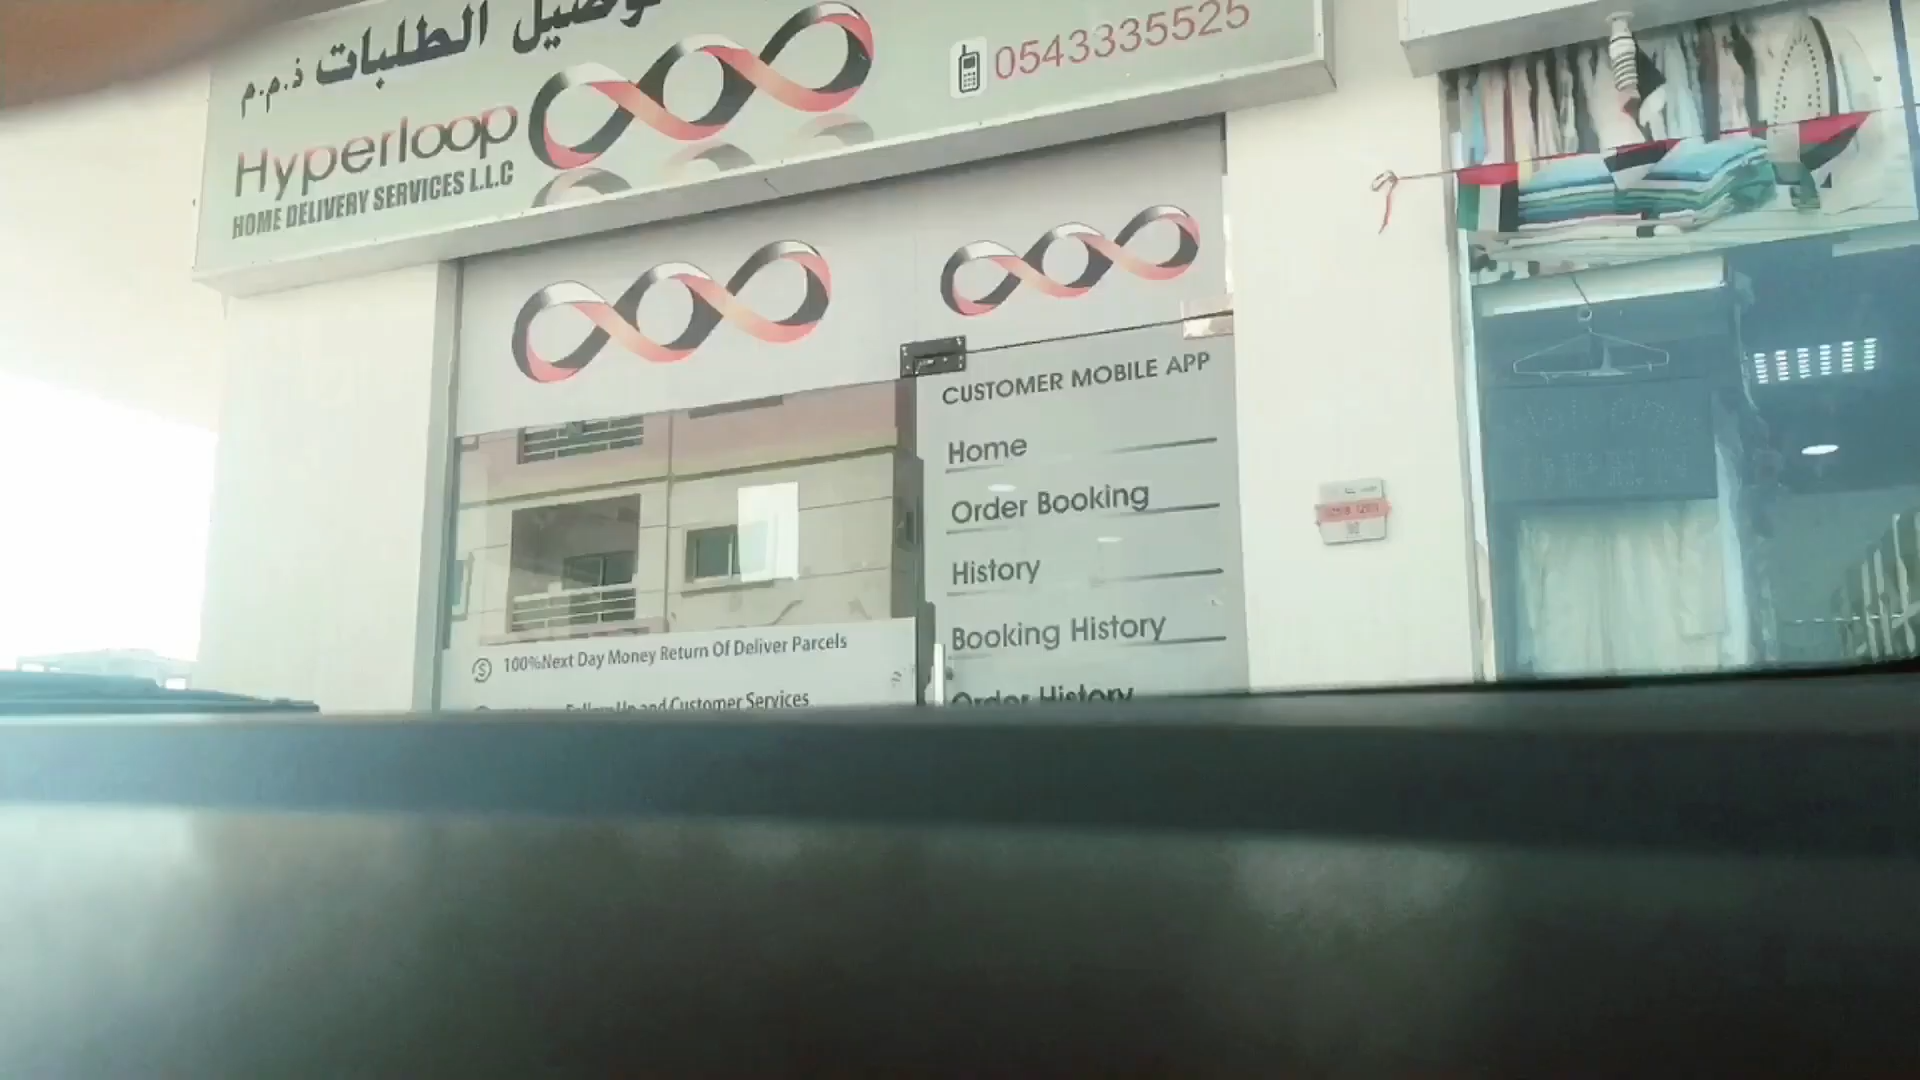 توصيل الطلبات ذ.م.م
0543335525
Hyperloop
HOME DELIVERY SERVICES L.L.C
CUSTOMER MOBILE APP
Home
Order Booking
History
Booking History
Order History
100%Next Day Money Return Of Deliver Parcels
Follow Up and Customer Services